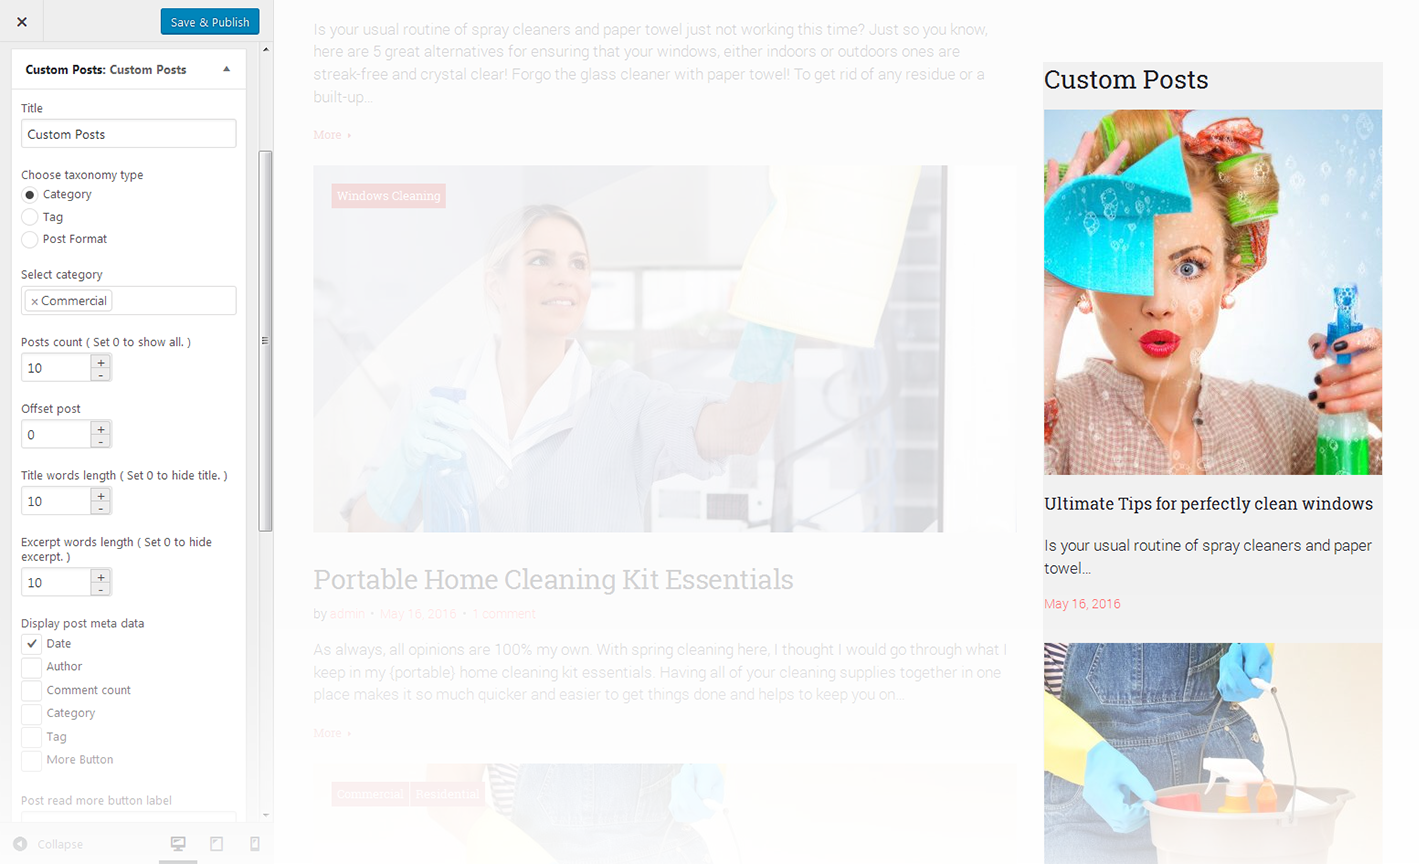 Save & Publish
Custom Posts: Custom Posts
Title
Custom Posts
Choose taxonomy type
Category
Tag
Post Format
Select category
× Commercial
Posts count ( Set 0 to show all. )
10
+
-
Offset post
0
+
-
Title words length ( Set 0 to hide title. )
10
+
-
Excerpt words length ( Set 0 to hide
excerpt. )
10
+
-
Display post meta data
Date
Author
Comment count
Category
Tag
More Button
Post read more button label
Collapse
Is your usual routine of spray cleaners and paper towel just not working this time? Just so you know,
here are 5 great alternatives for ensuring that your windows, either indoors or outdoors ones are
streak-free and crystal clear! Forgo the glass cleaner with paper towel! To get rid of any residue or a
built-up...
More
Windows Cleaning
Portable Home Cleaning Kit Essentials
by admin • May 16, 2016 • 1 comment
As always, all opinions are 100% my own. With spring cleaning here, I thought I would go through what I
keep in my {portable} home cleaning kit essentials. Having all of your cleaning supplies together in one
place makes it so much quicker and easier to get things done and helps to keep you on...
More
Commercial Residential
Custom Posts
Ultimate Tips for perfectly clean windows
Is your usual routine of spray cleaners and paper
towel...
May 16, 2016